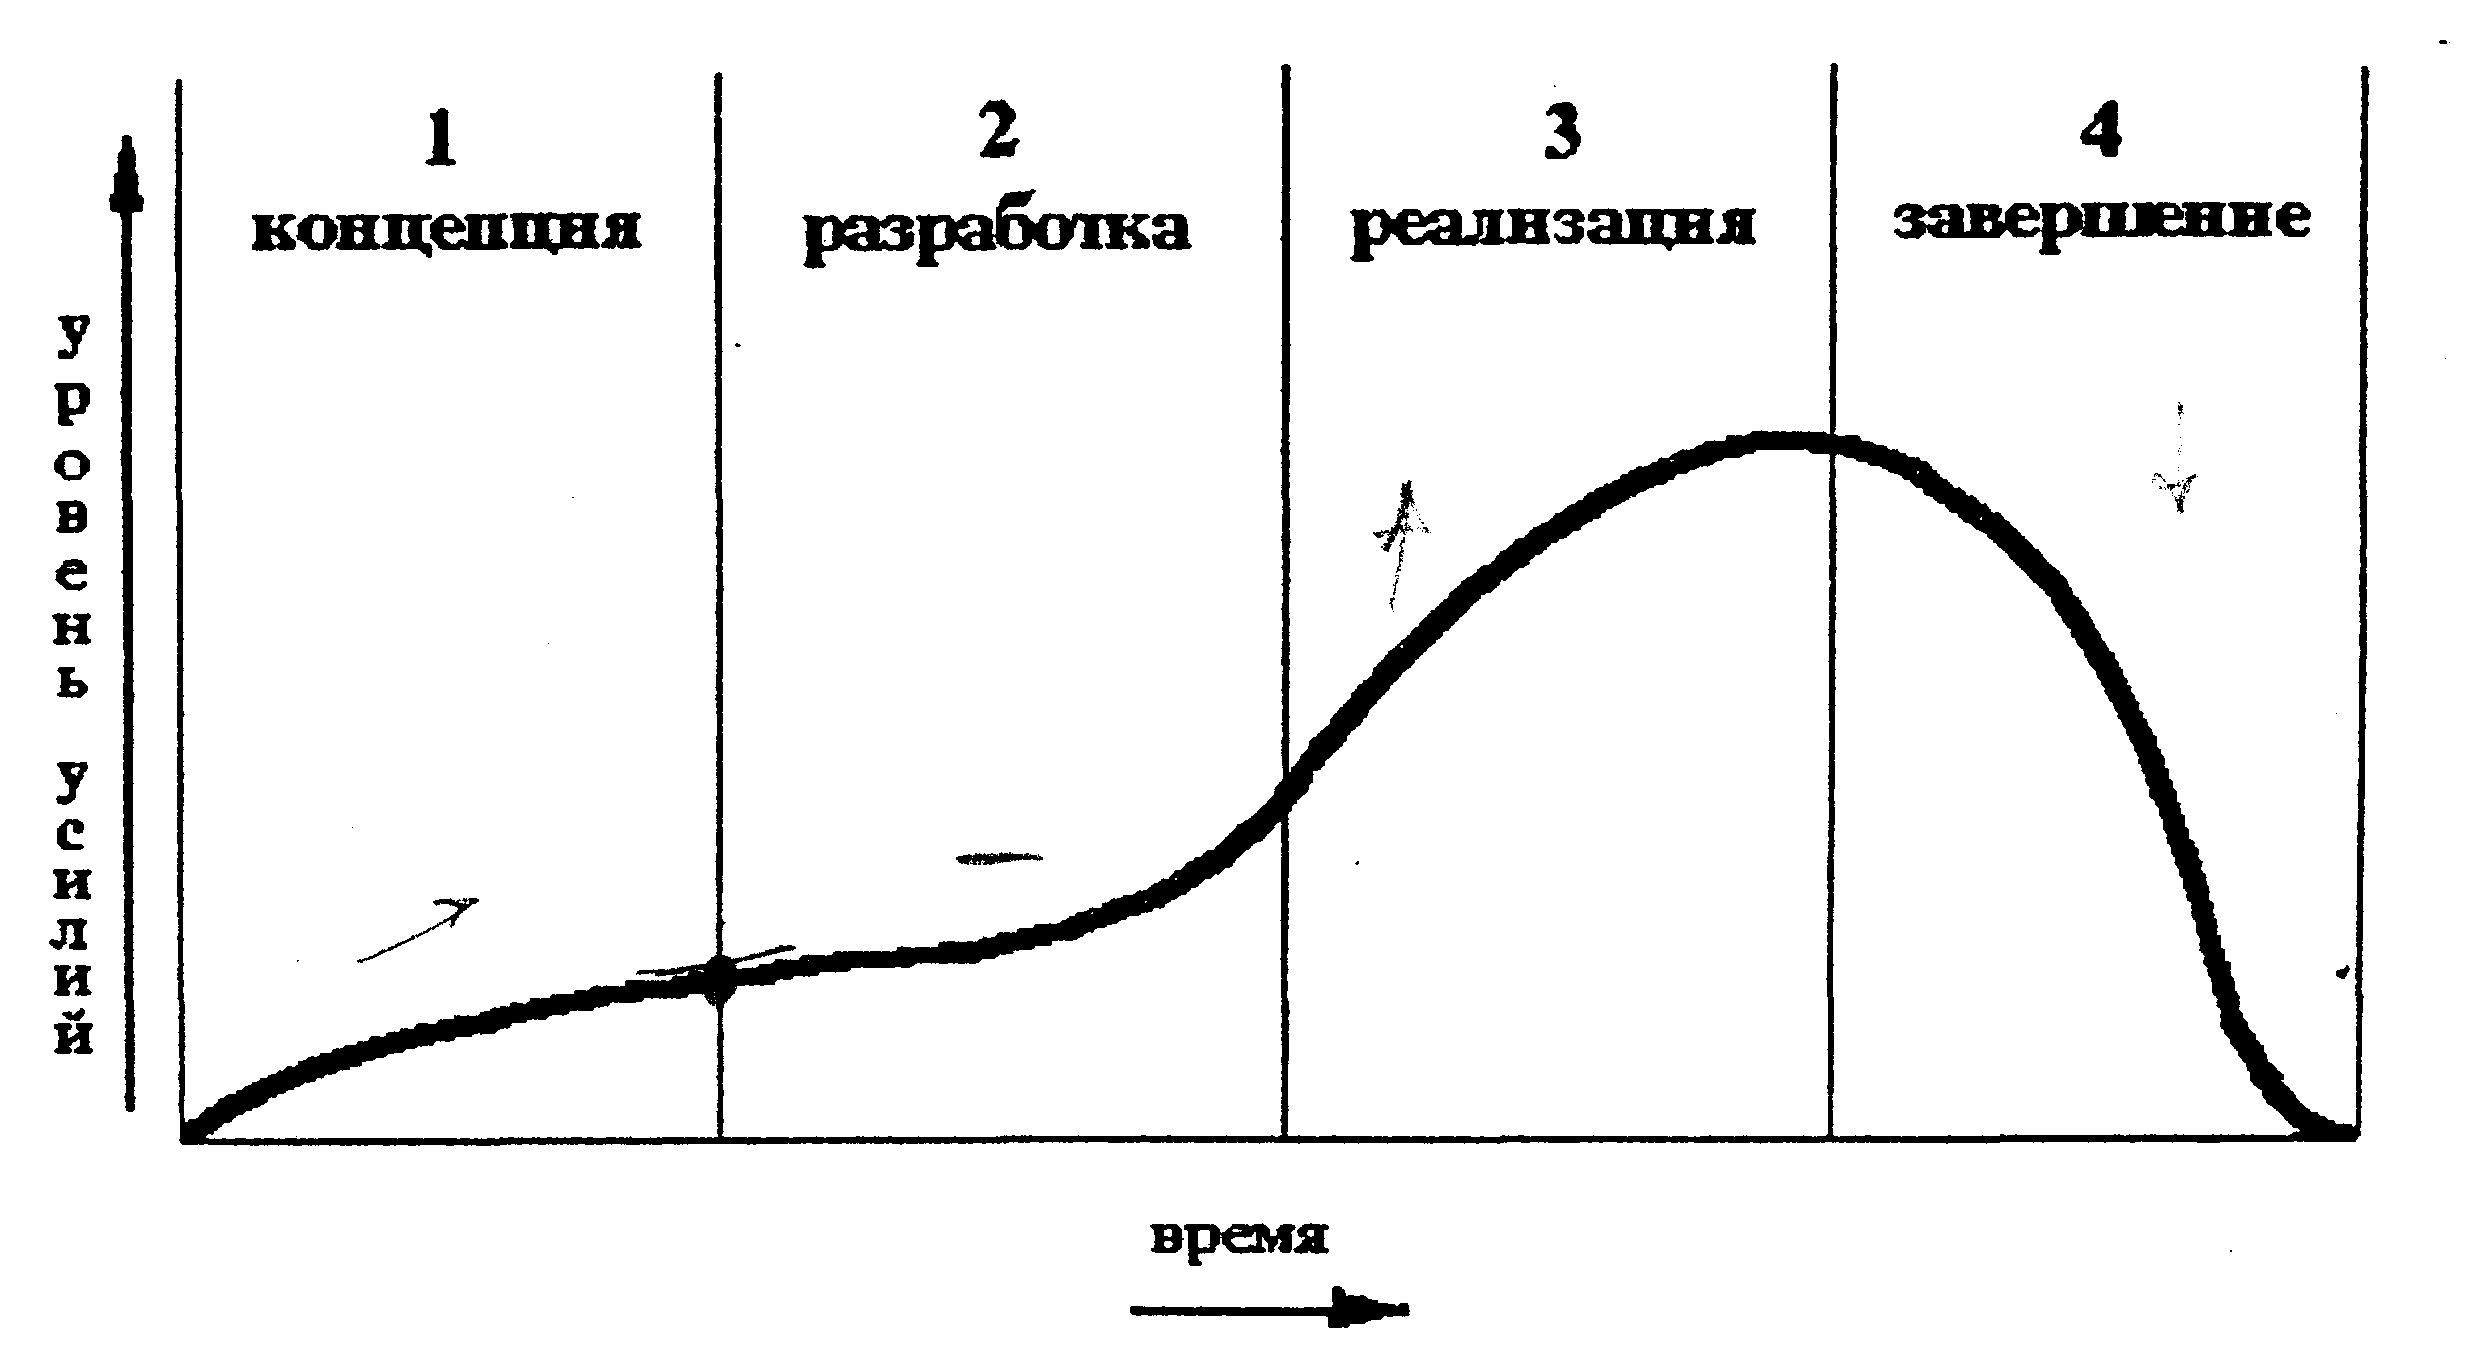 1
концепция
2
разработка
3
реализация
4
завершение
уровень усилий
время